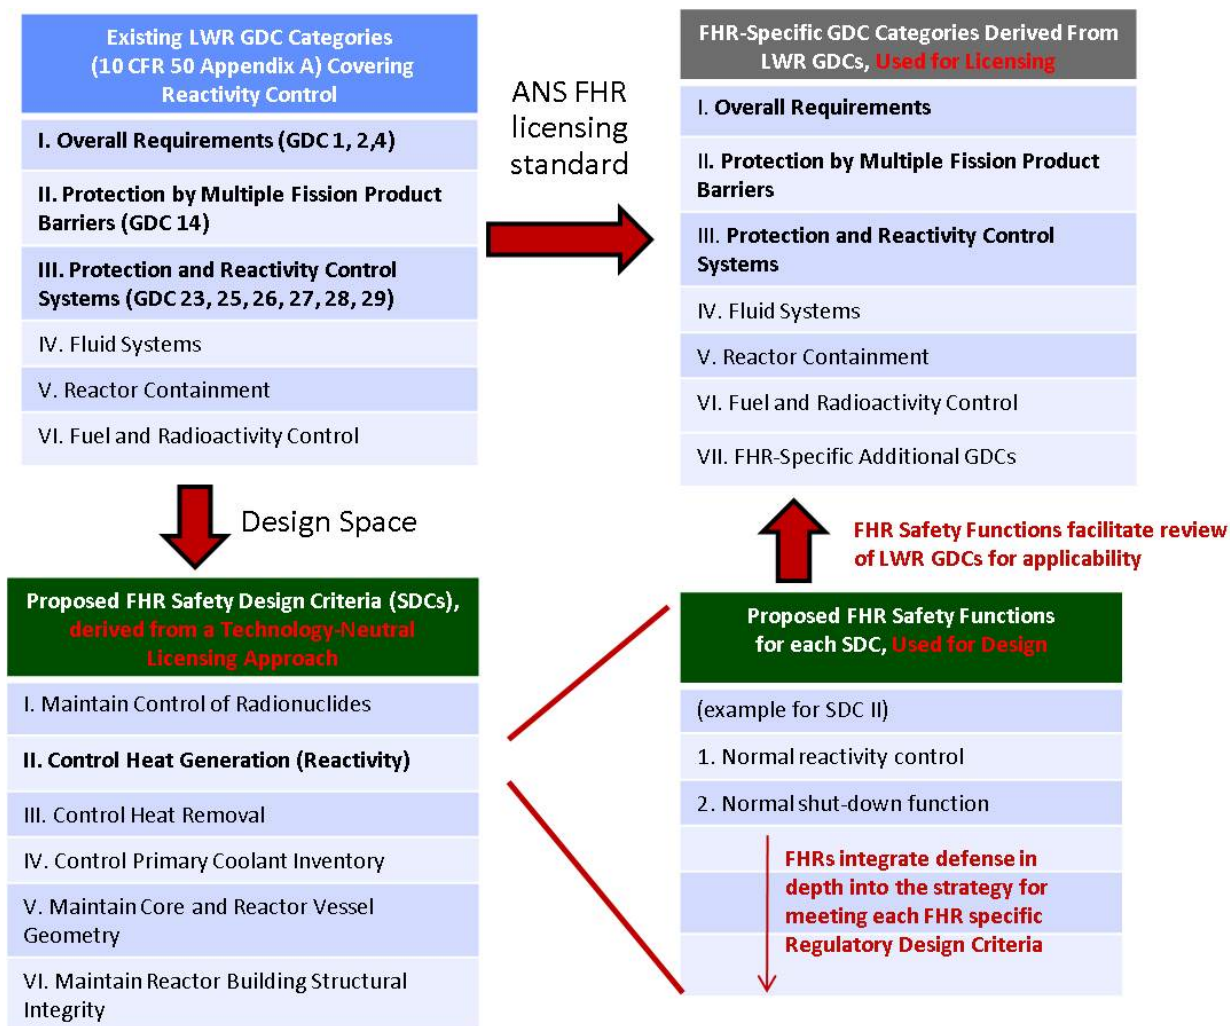 Existing LWR GDC Categories
(10 CFR 50 Appendix A) Covering
Reactivity Control
I. Overall Requirements (GDC 1, 2,4)
II. Protection by Multiple Fission Product
Barriers (GDC 14)
III. Protection and Reactivity Control
Systems (GDC 23, 25, 26, 27, 28, 29)
IV. Fluid Systems
V. Reactor Containment
VI. Fuel and Radioactivity Control
ANS FHR
licensing
standard
FHR-Specific GDC Categories Derived From
LWR GDCs, Used for Licensing
I. Overall Requirements
II. Protection by Multiple Fission Product
Barriers
III. Protection and Reactivity Control
Systems
IV. Fluid Systems
V. Reactor Containment
VI. Fuel and Radioactivity Control
VII. FHR-Specific Additional GDCs
Design Space
FHR Safety Functions facilitate review
of LWR GDCs for applicability
Proposed FHR Safety Design Criteria (SDCs),
derived from a Technology-Neutral
Licensing Approach
I. Maintain Control of Radionuclides
II. Control Heat Generation (Reactivity)
III. Control Heat Removal
IV. Control Primary Coolant Inventory
V. Maintain Core and Reactor Vessel
Geometry
VI. Maintain Reactor Building Structural
Integrity
Proposed FHR Safety Functions
for each SDC, Used for Design
(example for SDC II)
1. Normal reactivity control
2. Normal shut-down function
FHRs integrate defense in
depth into the strategy for
meeting each FHR specific
Regulatory Design Criteria